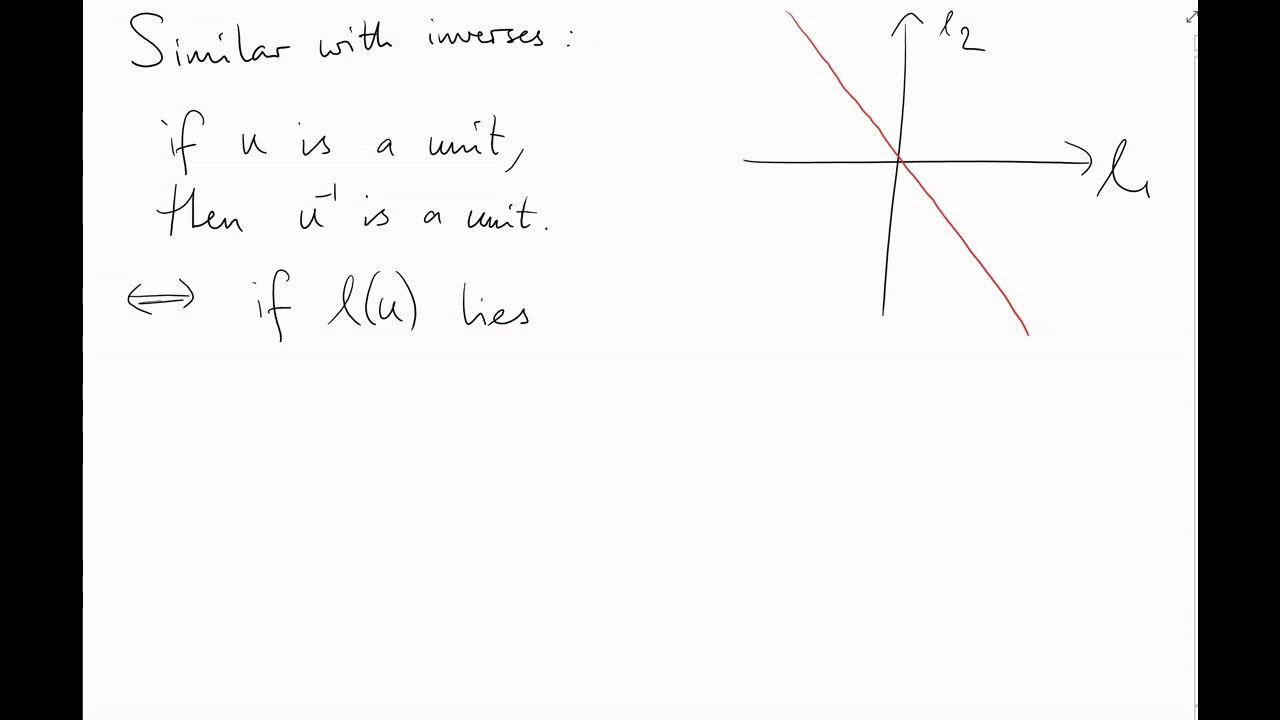 Similar with inverses :
if u is a unit,
then u⁻¹ is a unit.
⟺ if l(u) lies
l₂
l₁